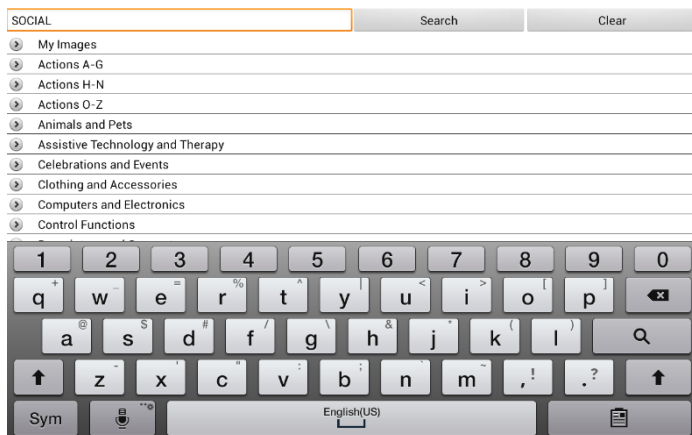 SOCIAL Search Clear
My Images
Actions A-G
Actions H-N
Actions O-Z
Animals and Pets
Assistive Technology and Therapy
Celebrations and Events
Clothing and Accessories
Computers and Electronics
Control Functions
1 2 3 4 5 6 7 8 9 0
q + w _ e = r % t ^ y | u < i > o [ p ]
a @ s $ d # f / g \ h & j * k ( l )
z - x ' c " v : b ; n ` m ~ , ! . ?
Sym English(US)